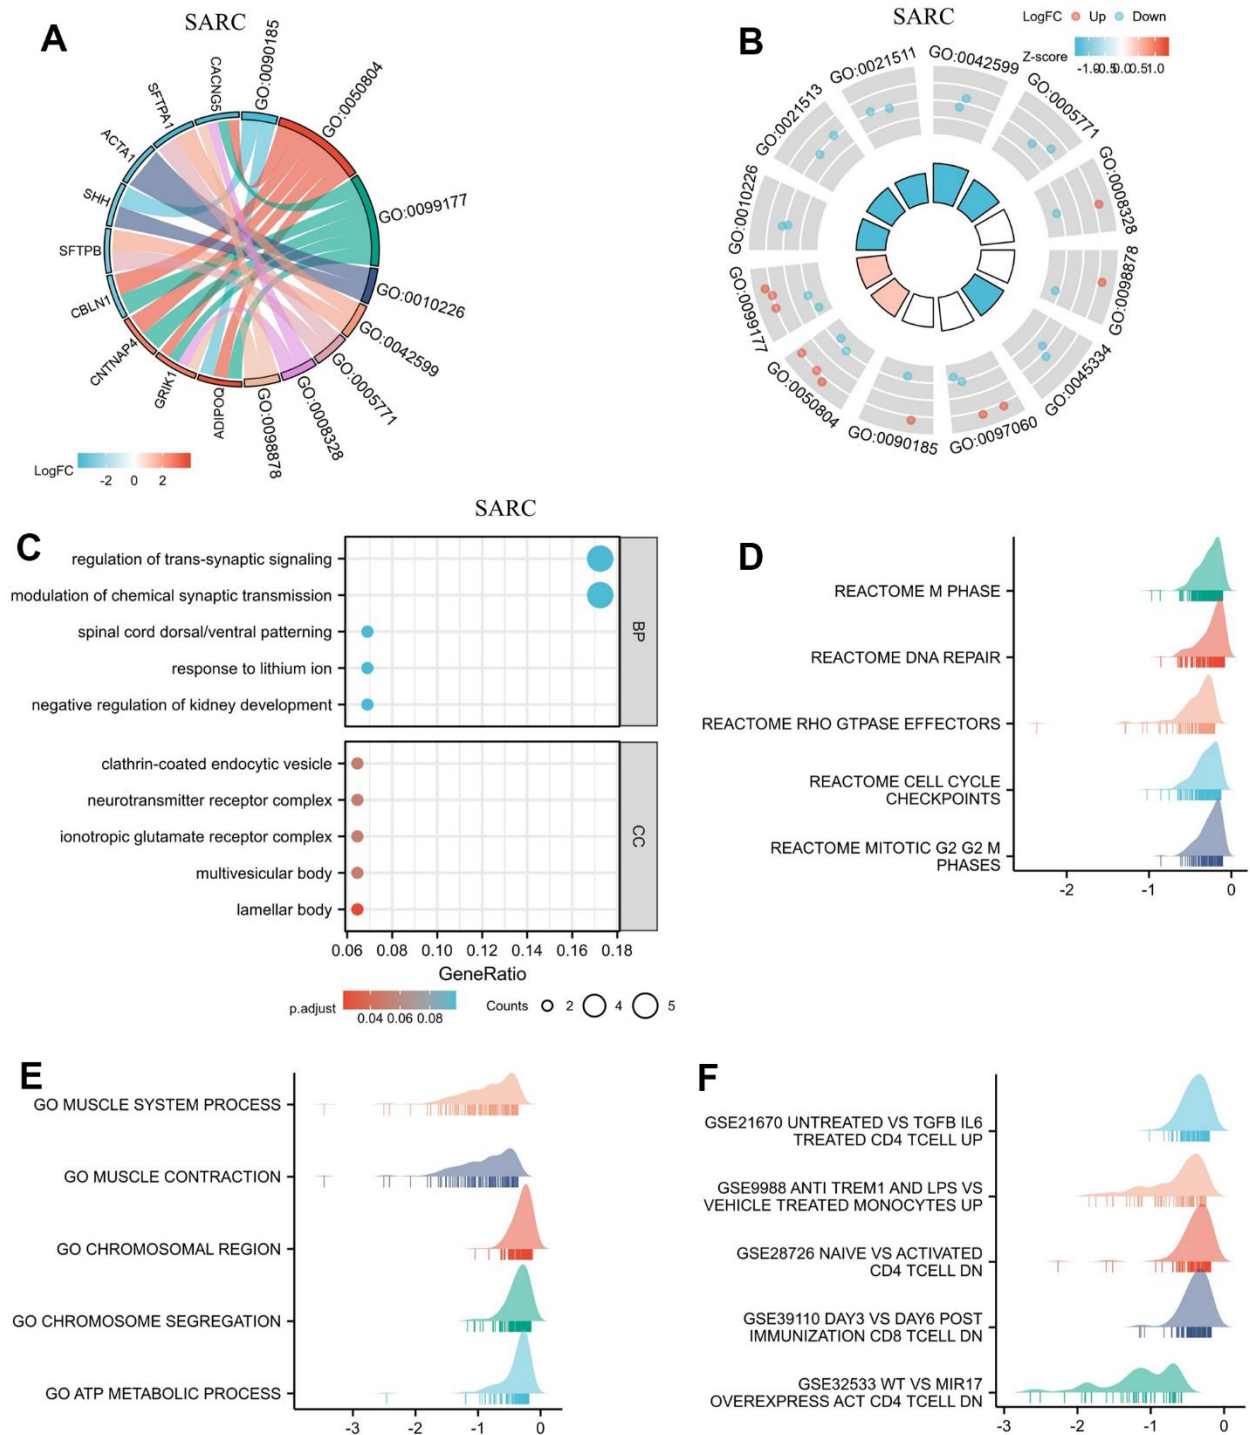 A
SARC
CACNG5
SFTPA1
ACTA1
SHH
SFTPB
CBLN1
CNTNAP4
GRIK1
ADIPOQ
GO:0090185
GO:0050804
GO:0099177
GO:0010226
GO:0042599
GO:0005771
GO:0008328
GO:0098878
LogFC
-2 0 2
B
SARC
LogFC Up Down
Z-score
-1.0-0.5 0.0 0.5 1.0
GO:0042599
GO:0005771
GO:0008328
GO:0098878
GO:0045334
GO:0097060
GO:0090185
GO:0050804
GO:0099177
GO:0010226
GO:0021513
GO:0021511
C
SARC
regulation of trans-synaptic signaling
modulation of chemical synaptic transmission
spinal cord dorsal/ventral patterning
response to lithium ion
negative regulation of kidney development
BP
clathrin-coated endocytic vesicle
neurotransmitter receptor complex
ionotropic glutamate receptor complex
multivesicular body
lamellar body
CC
0.06 0.08 0.10 0.12 0.14 0.16 0.18
GeneRatio
p.adjust
0.04 0.06 0.08
Counts 2 4 5
D
REACTOME M PHASE
REACTOME DNA REPAIR
REACTOME RHO GTPASE EFFECTORS
REACTOME CELL CYCLE
CHECKPOINTS
REACTOME MITOTIC G2 G2 M
PHASES
-2 -1 0
E
GO MUSCLE SYSTEM PROCESS
GO MUSCLE CONTRACTION
GO CHROMOSOMAL REGION
GO CHROMOSOME SEGREGATION
GO ATP METABOLIC PROCESS
-3 -2 -1 0
F
GSE21670 UNTREATED VS TGFB IL6
TREATED CD4 TCELL UP
GSE9988 ANTI TREM1 AND LPS VS
VEHICLE TREATED MONOCYTES UP
GSE28726 NAIVE VS ACTIVATED
CD4 TCELL DN
GSE39110 DAY3 VS DAY6 POST
IMMUNIZATION CD8 TCELL DN
GSE32533 WT VS MIR17
OVEREXPRESS ACT CD4 TCELL DN
-3 -2 -1 0